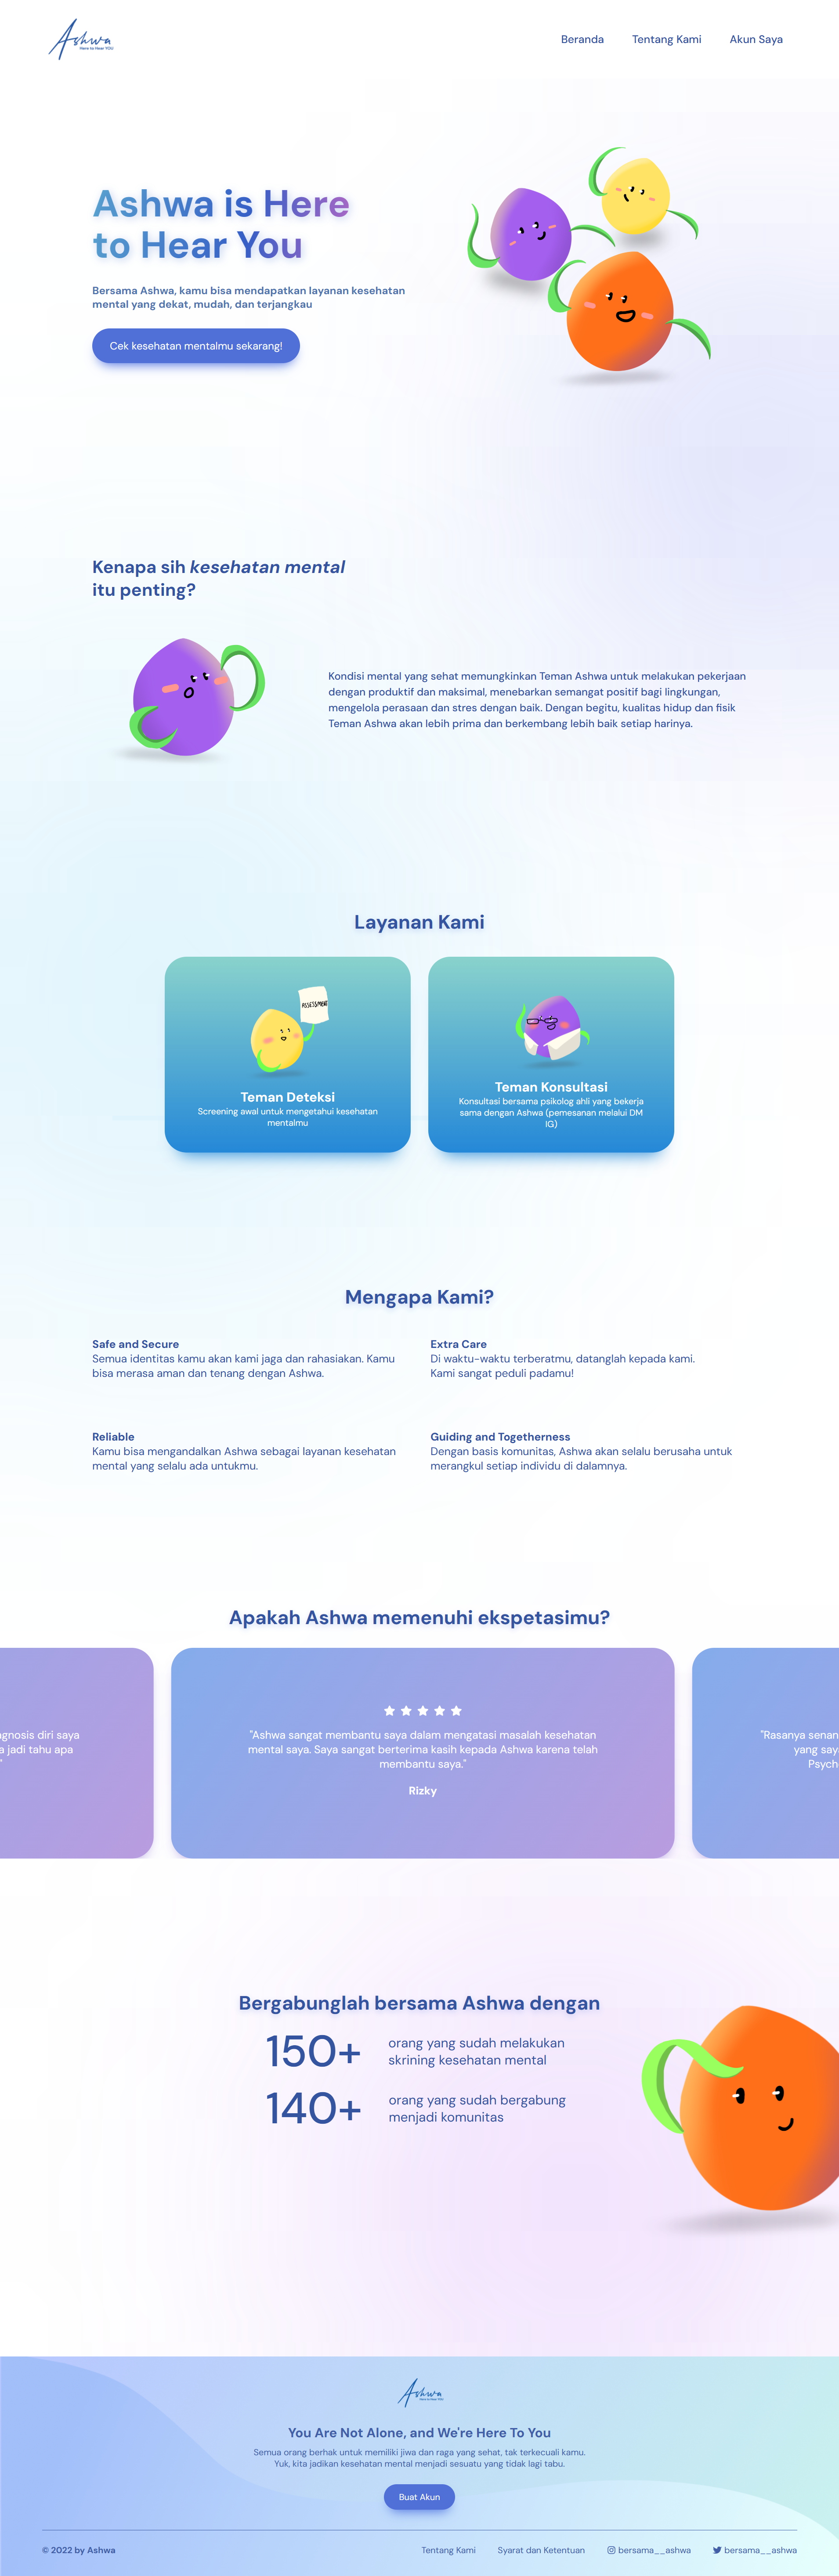 Ashwa
Here to Hear YOU
Beranda Tentang Kami Akun Saya
Ashwa is Here
to Hear You
Bersama Ashwa, kamu bisa mendapatkan layanan kesehatan
mental yang dekat, mudah, dan terjangkau
Cek kesehatan mentalmu sekarang!
Kenapa sih kesehatan mental
itu penting?
Kondisi mental yang sehat memungkinkan Teman Ashwa untuk melakukan pekerjaan
dengan produktif dan maksimal, menebarkan semangat positif bagi lingkungan,
mengelola perasaan dan stres dengan baik. Dengan begitu, kualitas hidup dan fisik
Teman Ashwa akan lebih prima dan berkembang lebih baik setiap harinya.
Layanan Kami
ASSESSMENT
Teman Deteksi
Screening awal untuk mengetahui kesehatan
mentalmu
Teman Konsultasi
Konsultasi bersama psikolog ahli yang bekerja
sama dengan Ashwa (pemesanan melalui DM
IG)
Mengapa Kami?
Safe and Secure
Semua identitas kamu akan kami jaga dan rahasiakan. Kamu
bisa merasa aman dan tenang dengan Ashwa.
Extra Care
Di waktu-waktu terberatmu, datanglah kepada kami.
Kami sangat peduli padamu!
Reliable
Kamu bisa mengandalkan Ashwa sebagai layanan kesehatan
mental yang selalu ada untukmu.
Guiding and Togetherness
Dengan basis komunitas, Ashwa akan selalu berusaha untuk
merangkul setiap individu di dalamnya.
Apakah Ashwa memenuhi ekspetasimu?
agnosis diri saya
a jadi tahu apa
"
"Ashwa sangat membantu saya dalam mengatasi masalah kesehatan
mental saya. Saya sangat berterima kasih kepada Ashwa karena telah
membantu saya."
Rizky
"Rasanya senan
yang say
Psych
Bergabunglah bersama Ashwa dengan
150+
orang yang sudah melakukan
skrining kesehatan mental
140+
orang yang sudah bergabung
menjadi komunitas
Ashwa
Here to Hear YOU
You Are Not Alone, and We're Here To You
Semua orang berhak untuk memiliki jiwa dan raga yang sehat, tak terkecuali kamu.
Yuk, kita jadikan kesehatan mental menjadi sesuatu yang tidak lagi tabu.
Buat Akun
© 2022 by Ashwa Tentang Kami Syarat dan Ketentuan bersama__ashwa bersama__ashwa